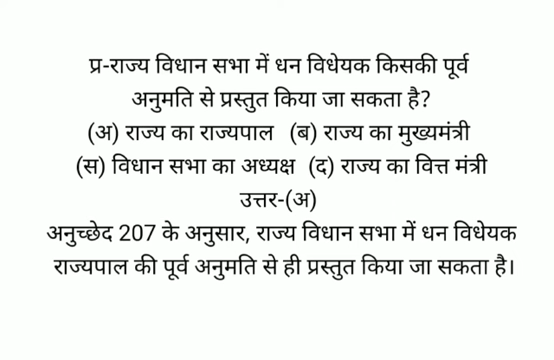 प्र-राज्य विधान सभा में धन विधेयक किसकी पूर्व
अनुमति से प्रस्तुत किया जा सकता है?
(अ) राज्य का राज्यपाल (ब) राज्य का मुख्यमंत्री
(स) विधान सभा का अध्यक्ष (द) राज्य का वित्त मंत्री
उत्तर-(अ)
अनुच्छेद 207 के अनुसार, राज्य विधान सभा में धन विधेयक
राज्यपाल की पूर्व अनुमति से ही प्रस्तुत किया जा सकता है।